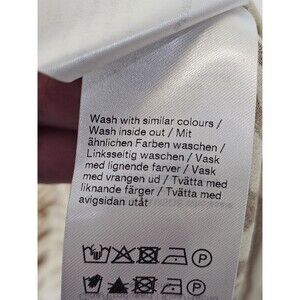 Wash with similar colours /
Wash inside out / Mit
ähnlichen Farben waschen /
Linksseitig waschen / Vask
med lignende farver / Vask
med vrangen ud / Tvätta med
liknande färger / Tvätta med
avigsidan utåt
P
P